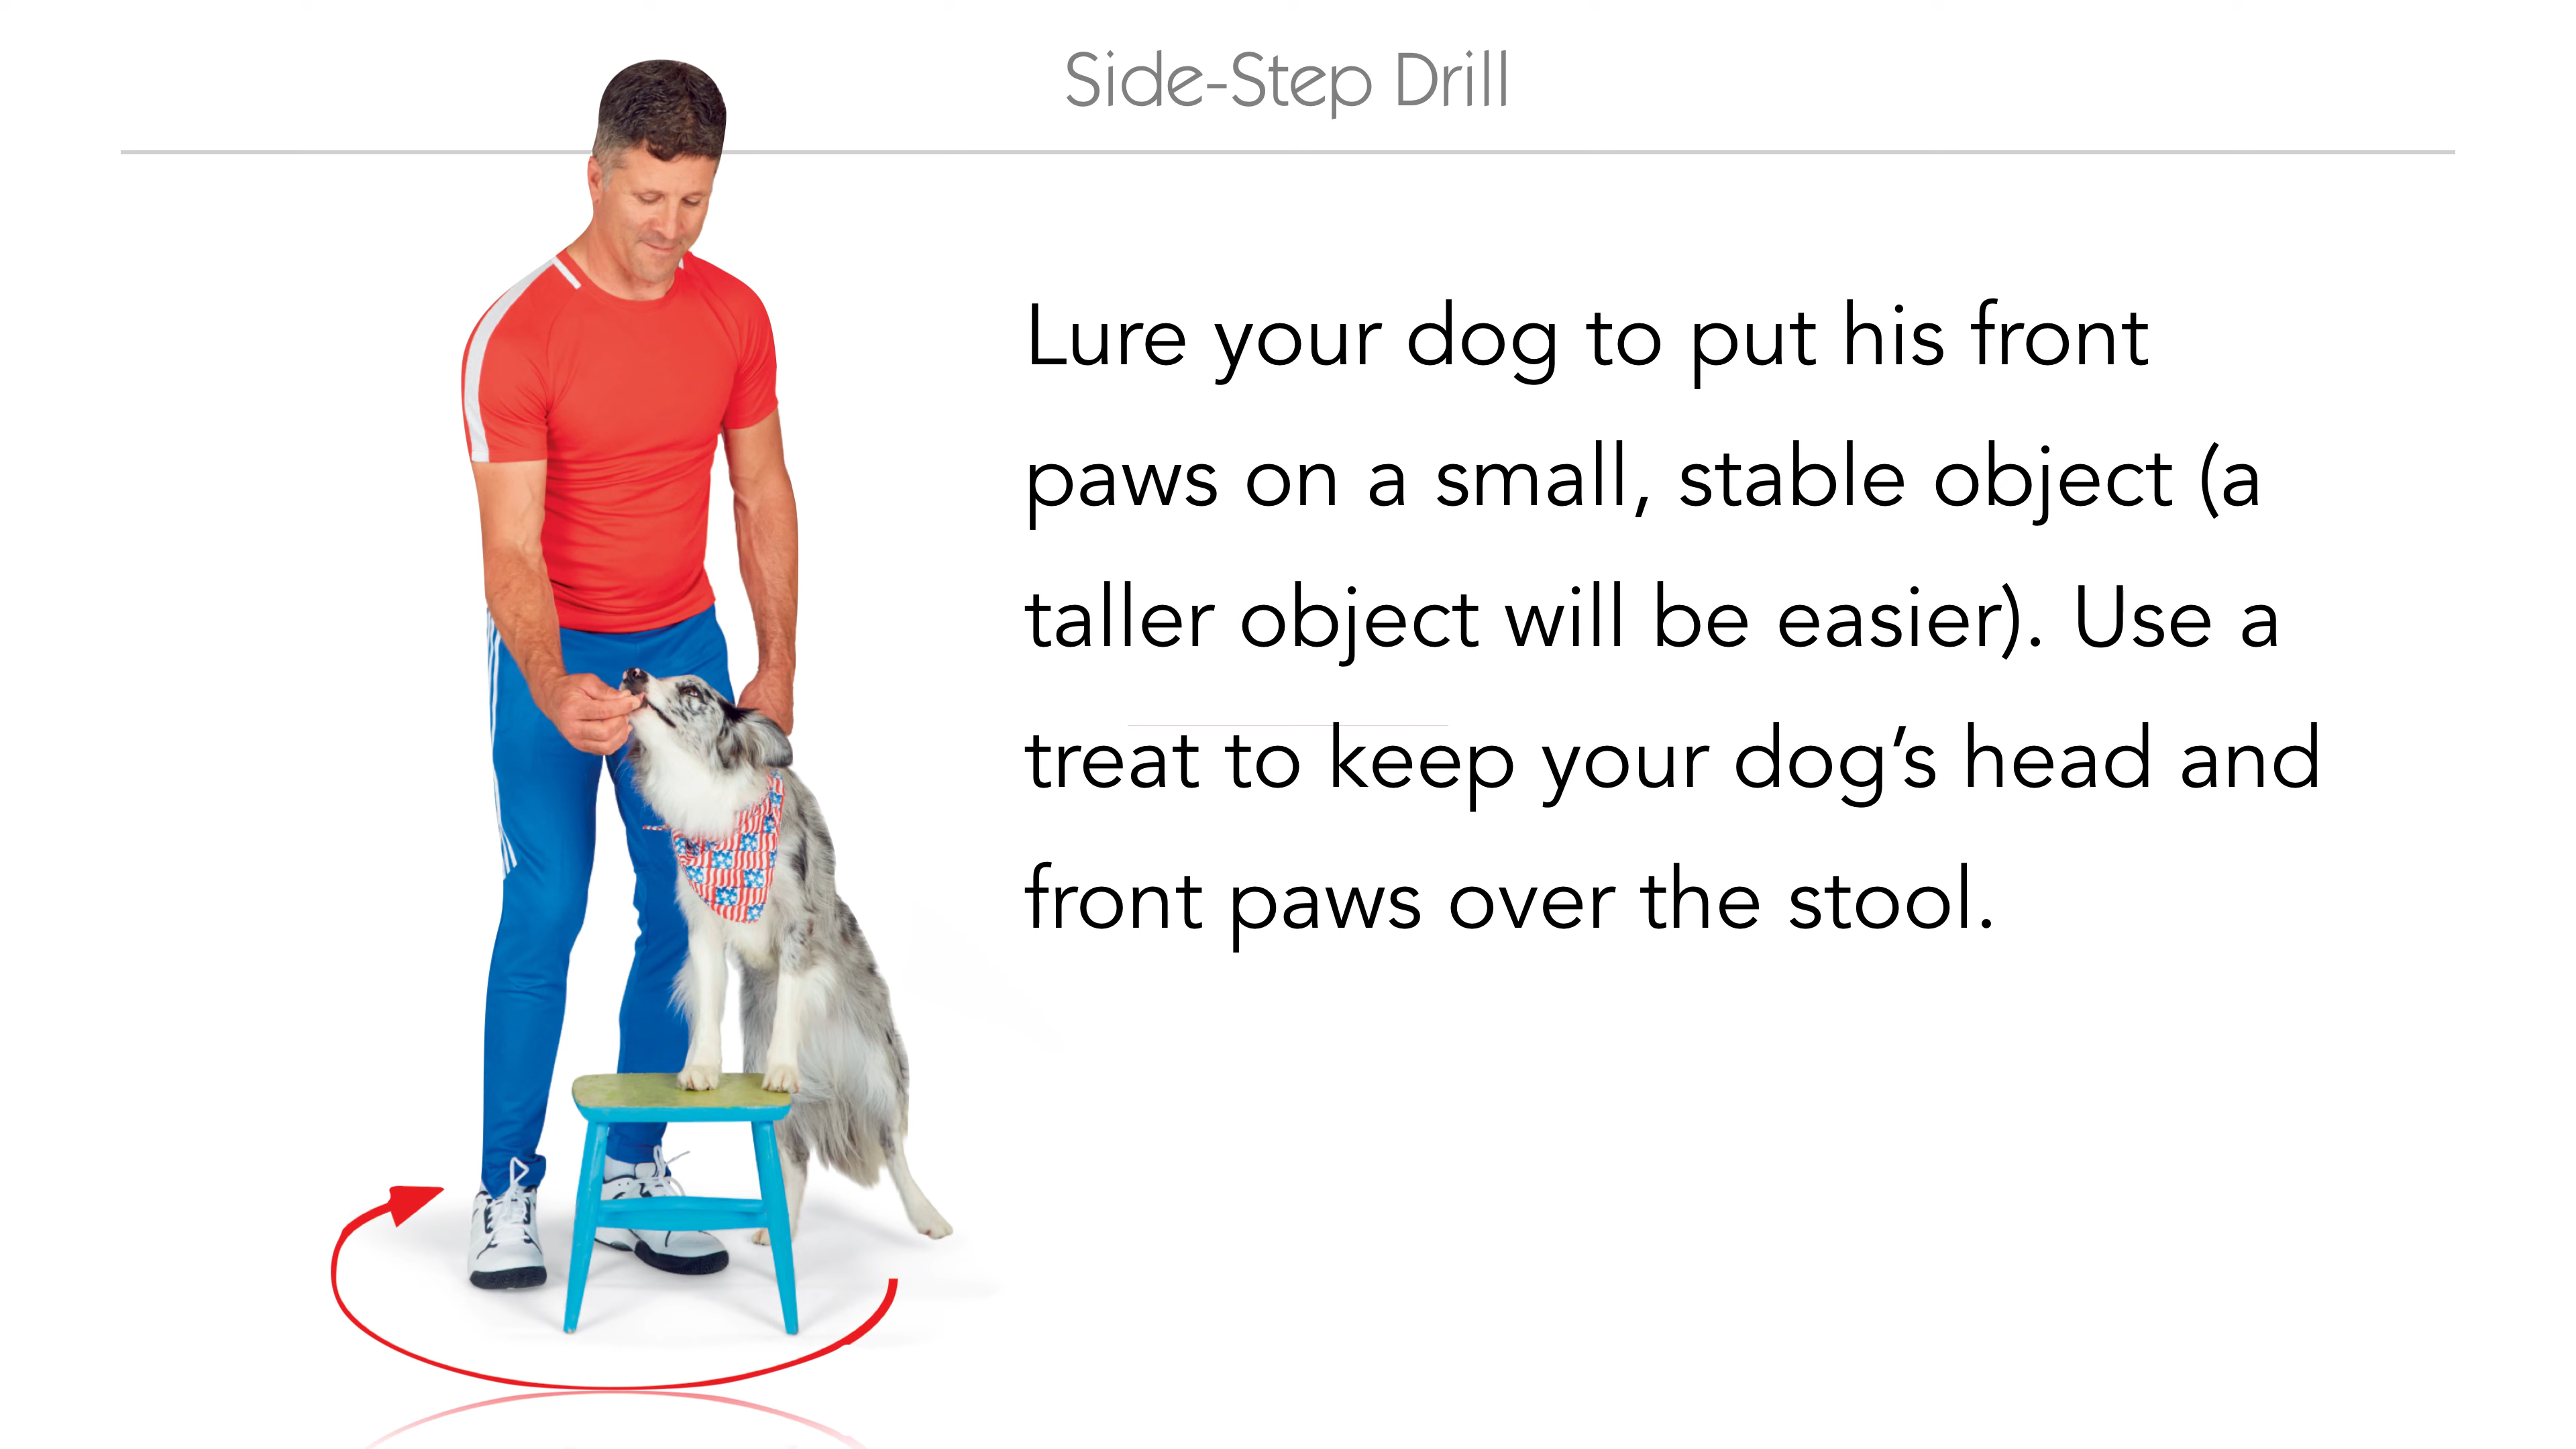 Side-Step Drill
Lure your dog to put his front
paws on a small, stable object (a
taller object will be easier). Use a
treat to keep your dog’s head and
front paws over the stool.